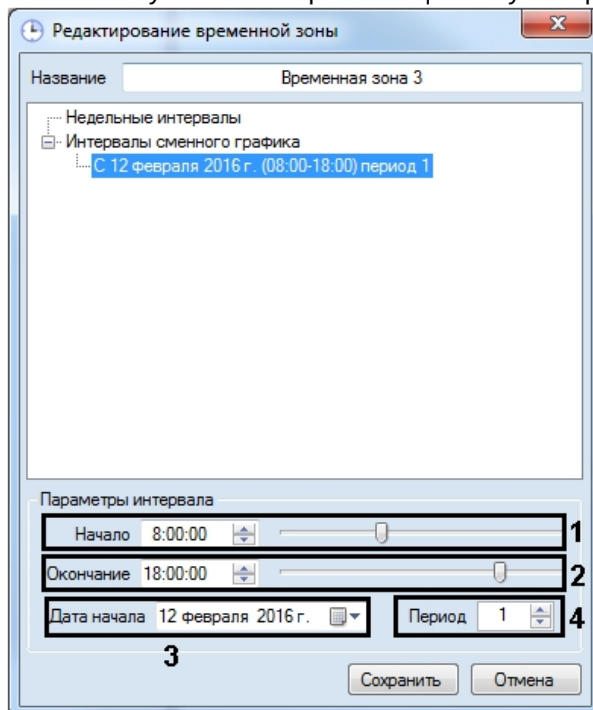 Редактирование временной зоны
Название Временная зона 3
Недельные интервалы
Интервалы сменного графика
С 12 февраля 2016 г. (08:00-18:00) период 1
Параметры интервала
Начало 8:00:00 1
Окончание 18:00:00 2
Дата начала 12 февраля 2016 г. Период 1 4
3
Сохранить Отмена